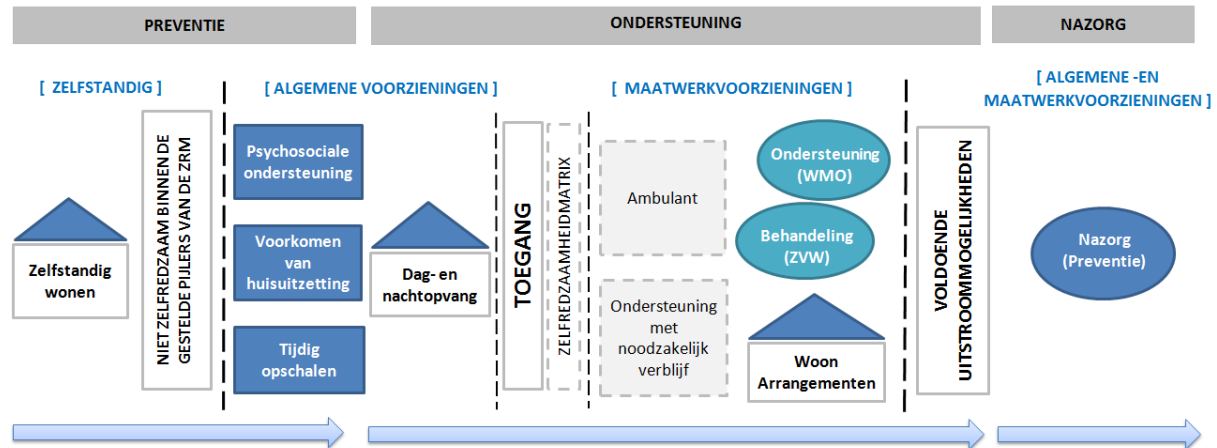 PREVENTIE
ONDERSTEUNING
NAZORG
[ ZELFSTANDIG ]
[ ALGEMENE VOORZIENINGEN ]
[ MAATWERKVOORZIENINGEN ]
[ ALGEMENE -EN
MAATWERKVOORZIENINGEN ]
Zelfstandig
wonen
NIET ZELFREDZAAM BINNEN DE
GESTELDE PIJLERS VAN DE ZRM
Psychosociale
ondersteuning
Voorkomen
van
huisuitzetting
Tijdig
opschalen
Dag- en
nachtopvang
TOEGANG
ZELFREDZAAMHEIDMATRIX
Ambulant
Ondersteuning
met
noodzakelijk
verblijf
Ondersteuning
(WMO)
Behandeling
(ZVW)
Woon
Arrangementen
VOLDOENDE
UITSTROOMMOGELIJKHEDEN
Nazorg
(Preventie)